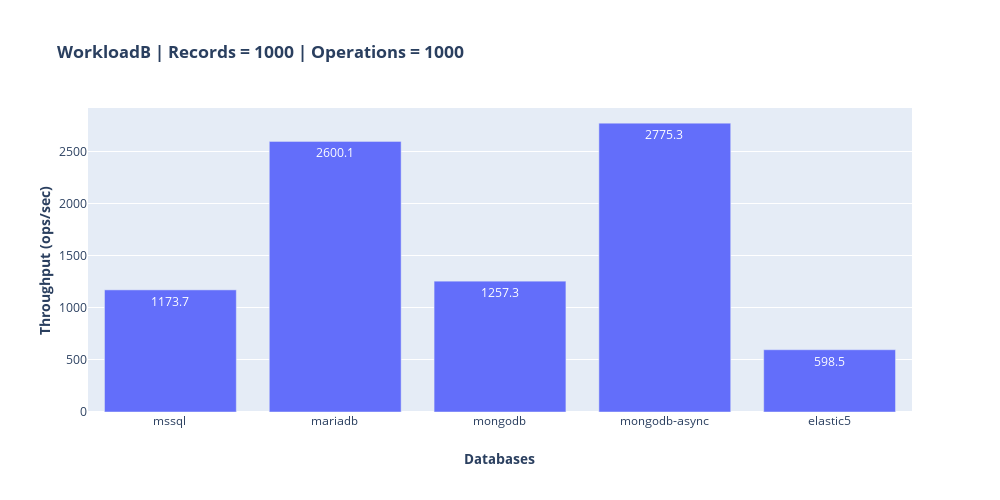 WorkloadB | Records = 1000 | Operations = 1000
2500
2000
1500
1000
500
0
Throughput (ops/sec)
1173.7
2600.1
1257.3
2775.3
598.5
mssql
mariadb
mongodb
mongodb-async
elastic5
Databases